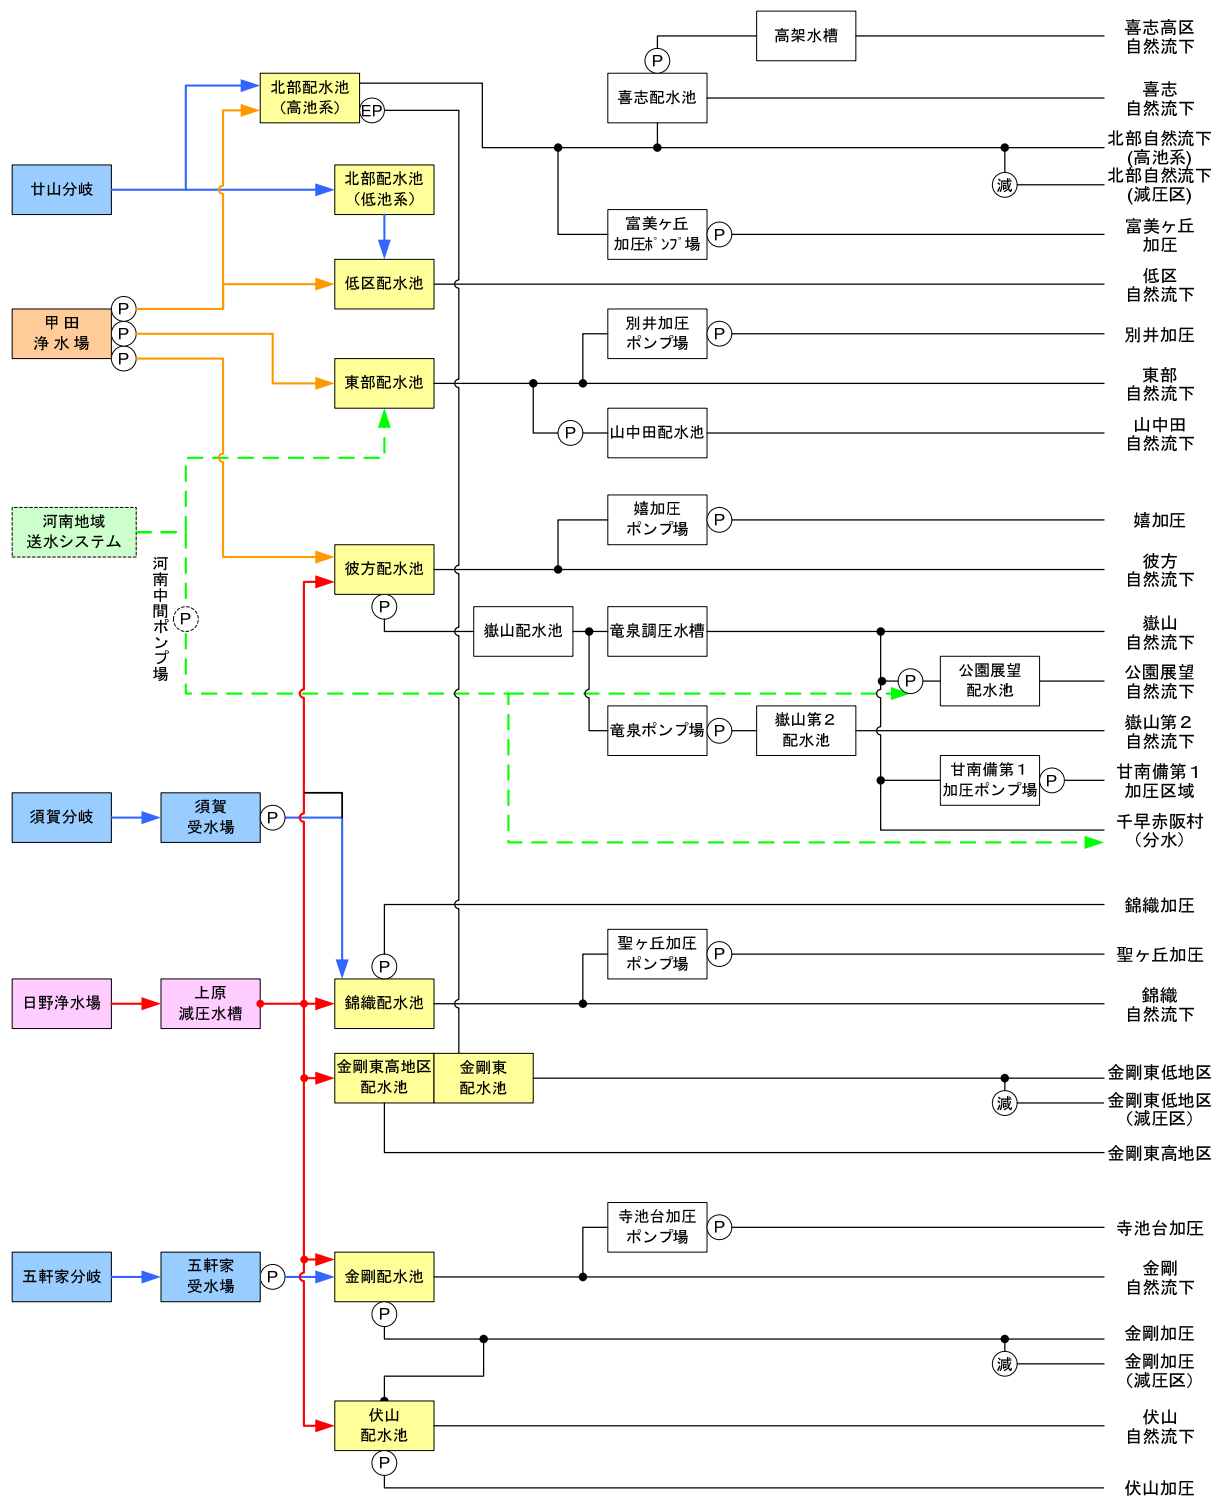 高架水槽
喜志高区
自然流下
P
北部配水池
（高池系）
EP
喜志配水池
喜志
自然流下
北部自然流下
(高池系)
廿山分岐
北部配水池
（低池系）
減
北部自然流下
(減圧区)
富美ヶ丘
加圧ﾎﾟﾝﾌﾟ場
P
富美ヶ丘
加圧
低区配水池
低区
自然流下
甲田
浄水場
P
P
P
別井加圧
ポンプ場
P
別井加圧
東部配水池
東部
自然流下
P
山中田配水池
山中田
自然流下
河南地域
送水システム
嬉加圧
ポンプ場
P
嬉加圧
彼方配水池
彼方
自然流下
河南中間ポンプ場
P
P
嶽山配水池
竜泉調圧水槽
嶽山
自然流下
P
公園展望
配水池
公園展望
自然流下
竜泉ポンプ場
P
嶽山第２
配水池
嶽山第２
自然流下
甘南備第１
加圧ポンプ場
P
甘南備第１
加圧区域
須賀分岐
須賀
受水場
P
千早赤阪村
（分水）
P
錦織加圧
聖ヶ丘加圧
ポンプ場
P
聖ヶ丘加圧
日野浄水場
上原
減圧水槽
錦織配水池
錦織
自然流下
金剛東高地区
配水池
金剛東
配水池
金剛東低地区
減
金剛東低地区
（減圧区）
金剛東高地区
寺池台加圧
ポンプ場
P
寺池台加圧
五軒家分岐
五軒家
受水場
P
金剛配水池
金剛
自然流下
P
金剛加圧
減
金剛加圧
（減圧区）
伏山
配水池
伏山
自然流下
P
伏山加圧